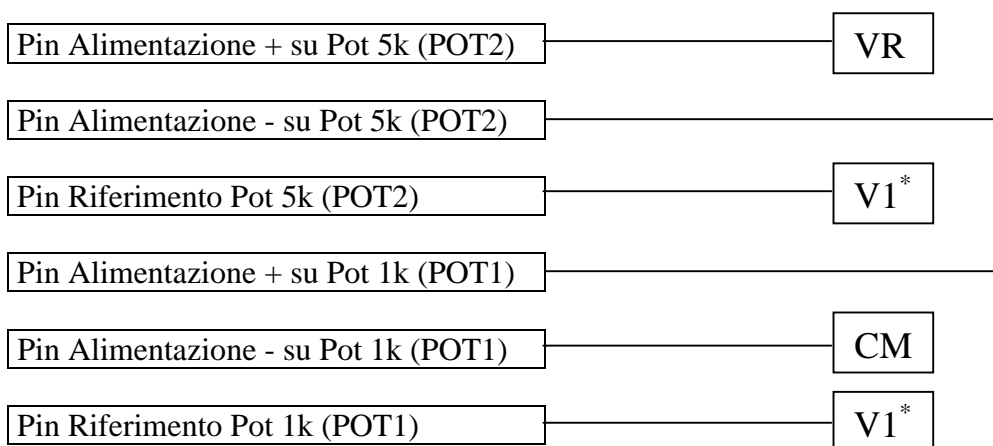 Pin Alimentazione + su Pot 5k (POT2) VR
Pin Alimentazione - su Pot 5k (POT2)
Pin Riferimento Pot 5k (POT2) V1*
Pin Alimentazione + su Pot 1k (POT1)
Pin Alimentazione - su Pot 1k (POT1) CM
Pin Riferimento Pot 1k (POT1) V1*